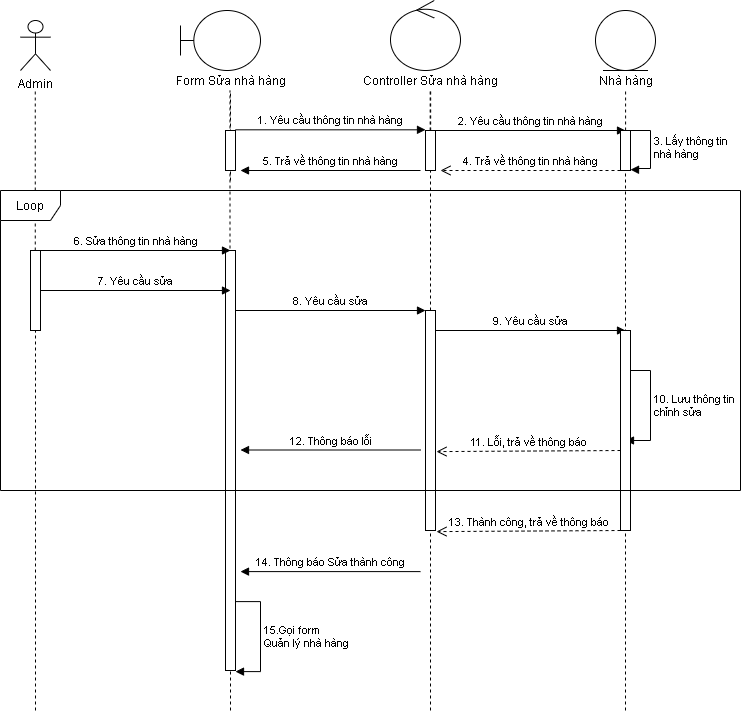 Admin
Form Sửa nhà hàng
Controller Sửa nhà hàng
Nhà hàng
1. Yêu cầu thông tin nhà hàng
2. Yêu cầu thông tin nhà hàng
3. Lấy thông tin
nhà hàng
5. Trả về thông tin nhà hàng
4. Trả về thông tin nhà hàng
Loop
6. Sửa thông tin nhà hàng
7. Yêu cầu sửa
8. Yêu cầu sửa
9. Yêu cầu sửa
10. Lưu thông tin
chỉnh sửa
12. Thông báo lỗi
11. Lỗi, trả về thông báo
13. Thành công, trả về thông báo
14. Thông báo Sửa thành công
15.Gọi form
Quản lý nhà hàng